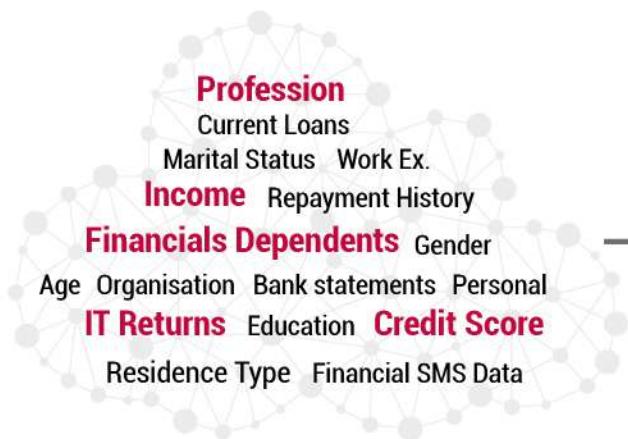 Profession
Current Loans
Marital Status Work Ex.
Income Repayment History
Financials Dependents Gender
Age Organisation Bank statements Personal
IT Returns Education Credit Score
Residence Type Financial SMS Data